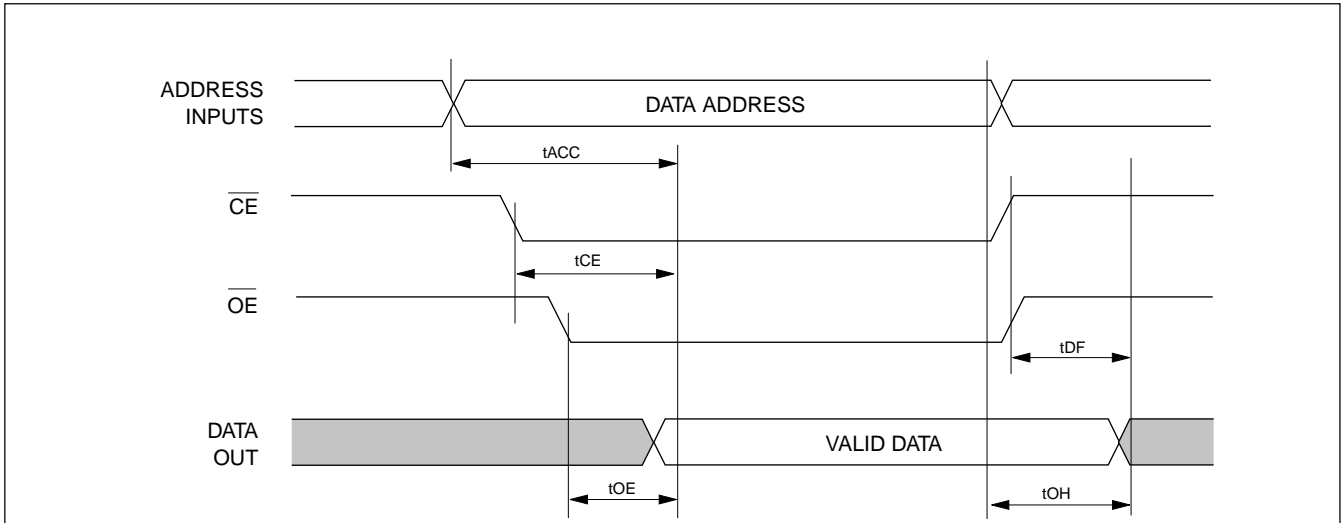 ADDRESS
INPUTS
DATA ADDRESS
tACC
CE
tCE
OE
tDF
DATA
OUT
VALID DATA
tOE
tOH